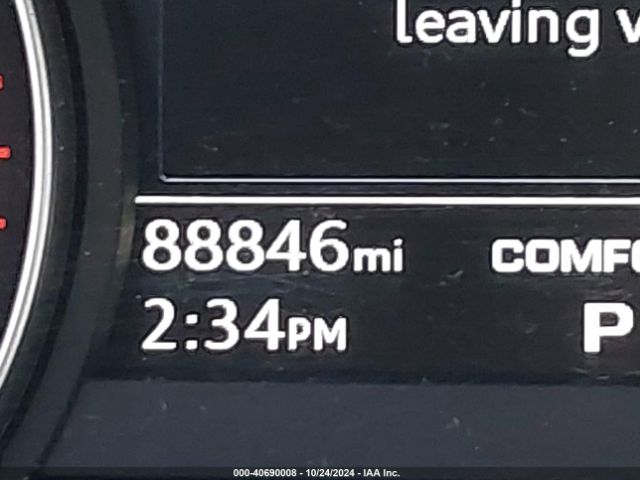 leaving
88846mi
COMFO
2:34PM
P
000-40690008 - 10/24/2024 - IAA Inc.